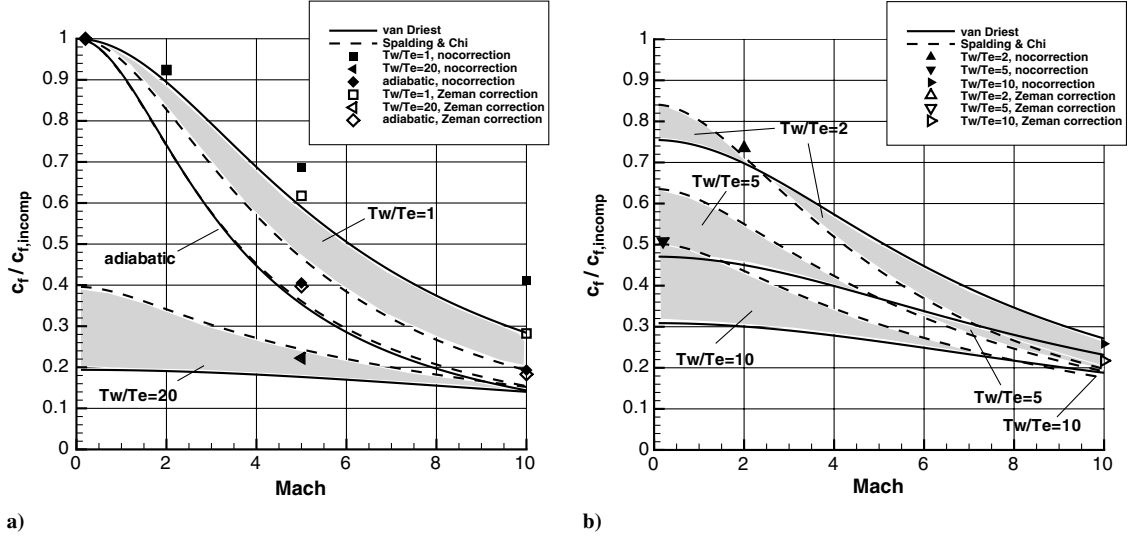 van Driest
Spalding & Chi
Tw/Te=1, nocorrection
Tw/Te=20, nocorrection
adiabatic, nocorrection
Tw/Te=1, Zeman correction
Tw/Te=20, Zeman correction
adiabatic, Zeman correction
1
0.9
0.8
0.7
0.6
0.5
0.4
0.3
0.2
0.1
0
cf / cf,incomp
Tw/Te=1
adiabatic
Tw/Te=20
0 2 4 6 8 10
Mach
a)
van Driest
Spalding & Chi
Tw/Te=2, nocorrection
Tw/Te=5, nocorrection
Tw/Te=10, nocorrection
Tw/Te=2, Zeman correction
Tw/Te=5, Zeman correction
Tw/Te=10, Zeman correction
1
0.9
0.8
0.7
0.6
0.5
0.4
0.3
0.2
0.1
0
cf / cf,incomp
Tw/Te=2
Tw/Te=5
Tw/Te=10
Tw/Te=5
Tw/Te=10
0 2 4 6 8 10
Mach
b)